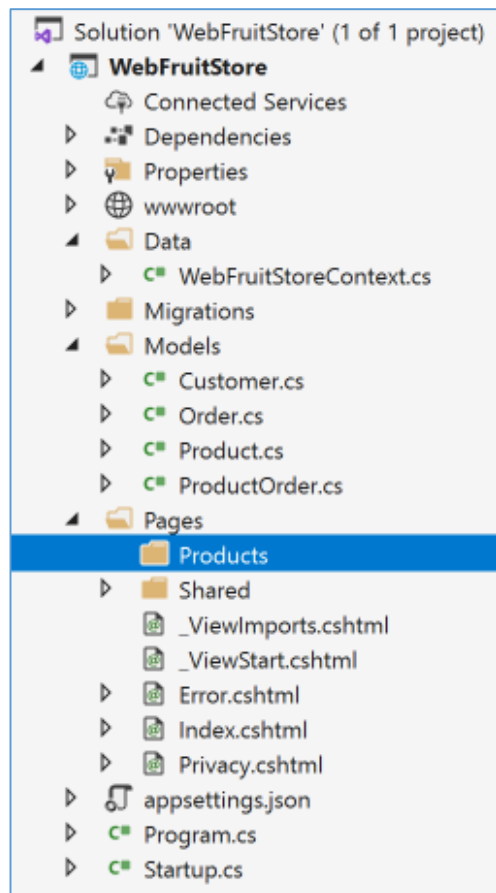 Solution 'WebFruitStore' (1 of 1 project)
WebFruitStore
Connected Services
Dependencies
Properties
wwwroot
Data
C# WebFruitStoreContext.cs
Migrations
Models
C# Customer.cs
C# Order.cs
C# Product.cs
C# ProductOrder.cs
Pages
Products
Shared
_ViewImports.cshtml
_ViewStart.cshtml
Error.cshtml
Index.cshtml
Privacy.cshtml
appsettings.json
C# Program.cs
C# Startup.cs